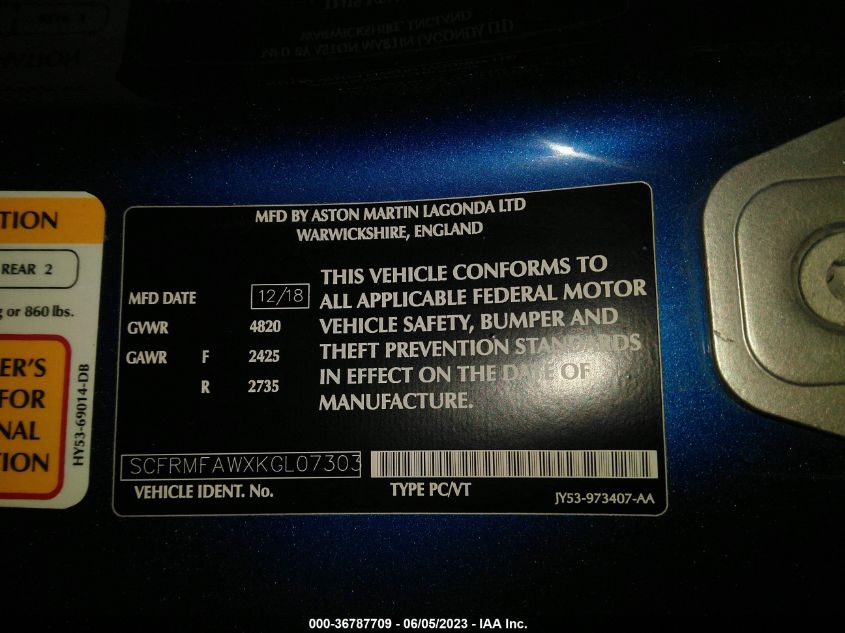 MFD BY ASTON MARTIN LAGONDA LTD
WARWICKSHIRE, ENGLAND
MFD DATE 12/18
GVWR 4820
GAWR F 2425
R 2735
THIS VEHICLE CONFORMS TO
ALL APPLICABLE FEDERAL MOTOR
VEHICLE SAFETY, BUMPER AND
THEFT PREVENTION STANDARDS
IN EFFECT ON THE DATE OF
MANUFACTURE.
SCFRMFAWXKGL07303
VEHICLE IDENT. No.
TYPE PC/VT
JY53-973407-AA
TION
REAR 2
or 860 lbs.
ER'S
FOR
NAL
TION
HY53-69014-DB
000-36787709 - 06/05/2023 - IAA Inc.